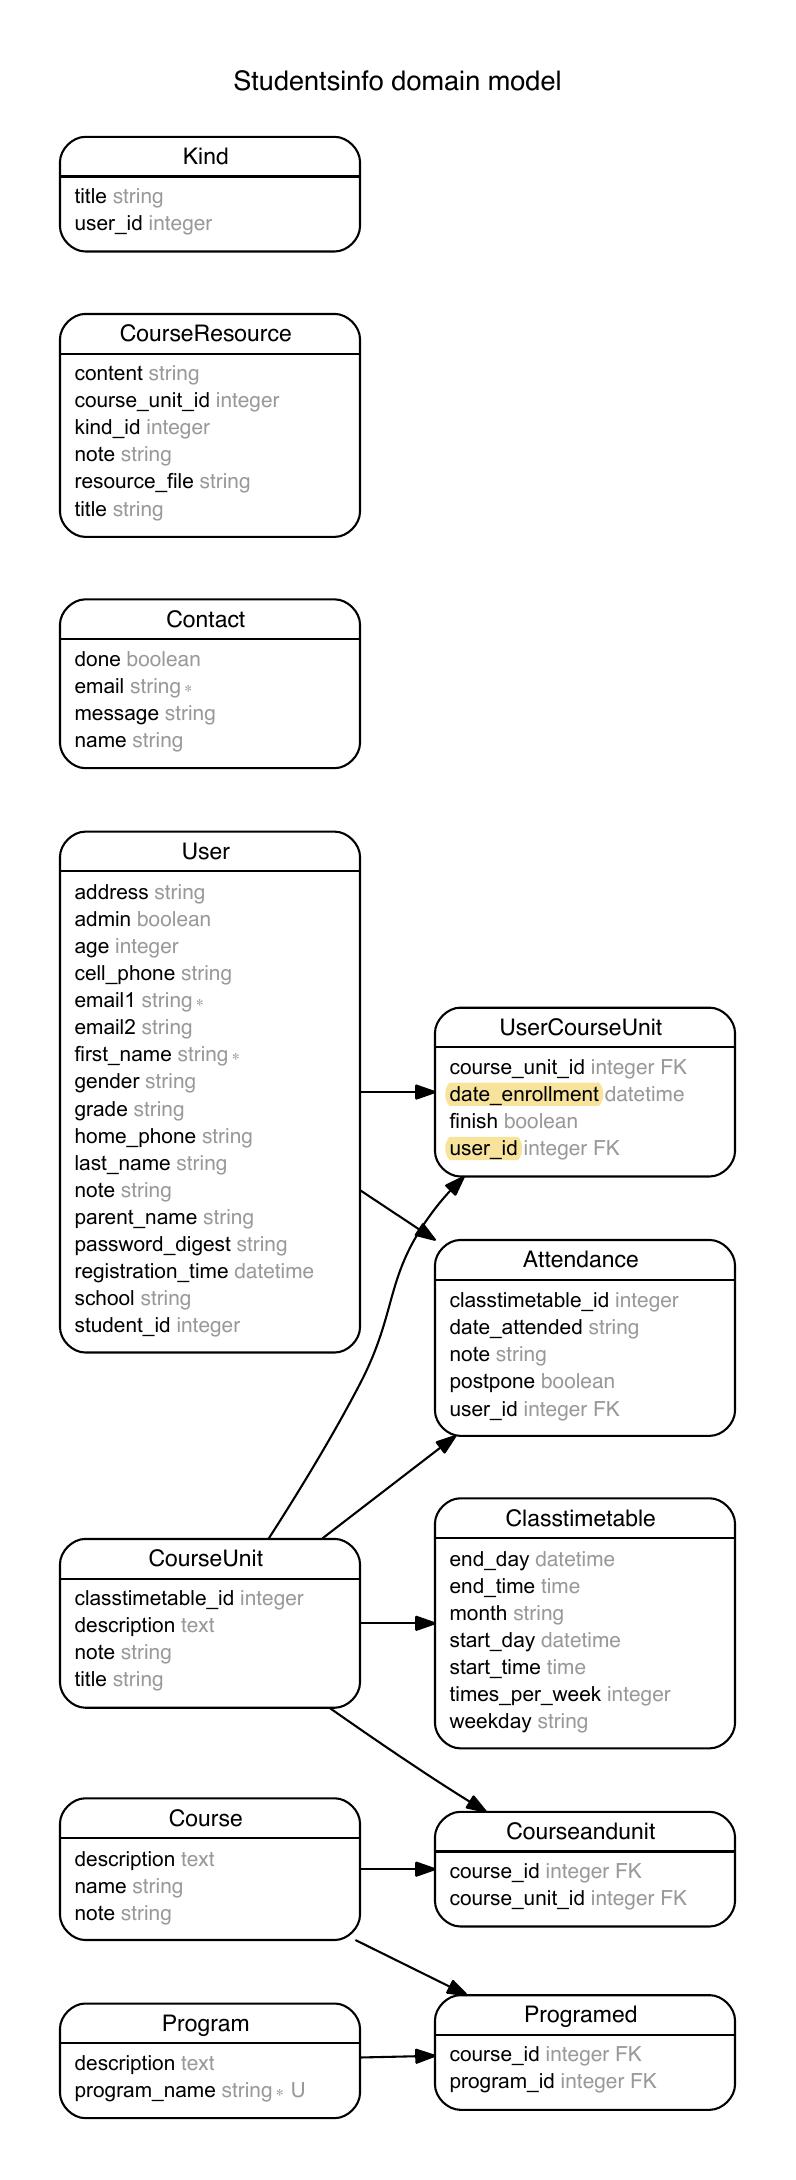 Studentsinfo domain model
Kind
title string
user_id integer
CourseResource
content string
course_unit_id integer
kind_id integer
note string
resource_file string
title string
Contact
done boolean
email string *
message string
name string
User
address string
admin boolean
age integer
cell_phone string
email1 string *
email2 string
first_name string *
gender string
grade string
home_phone string
last_name string
note string
parent_name string
password_digest string
registration_time datetime
school string
student_id integer
UserCourseUnit
course_unit_id integer FK
date_enrollment datetime
finish boolean
user_id integer FK
Attendance
classtimetable_id integer
date_attended string
note string
postpone boolean
user_id integer FK
CourseUnit
classtimetable_id integer
description text
note string
title string
Classtimetable
end_day datetime
end_time time
month string
start_day datetime
start_time time
times_per_week integer
weekday string
Course
description text
name string
note string
Courseandunit
course_id integer FK
course_unit_id integer FK
Program
description text
program_name string * U
Programed
course_id integer FK
program_id integer FK